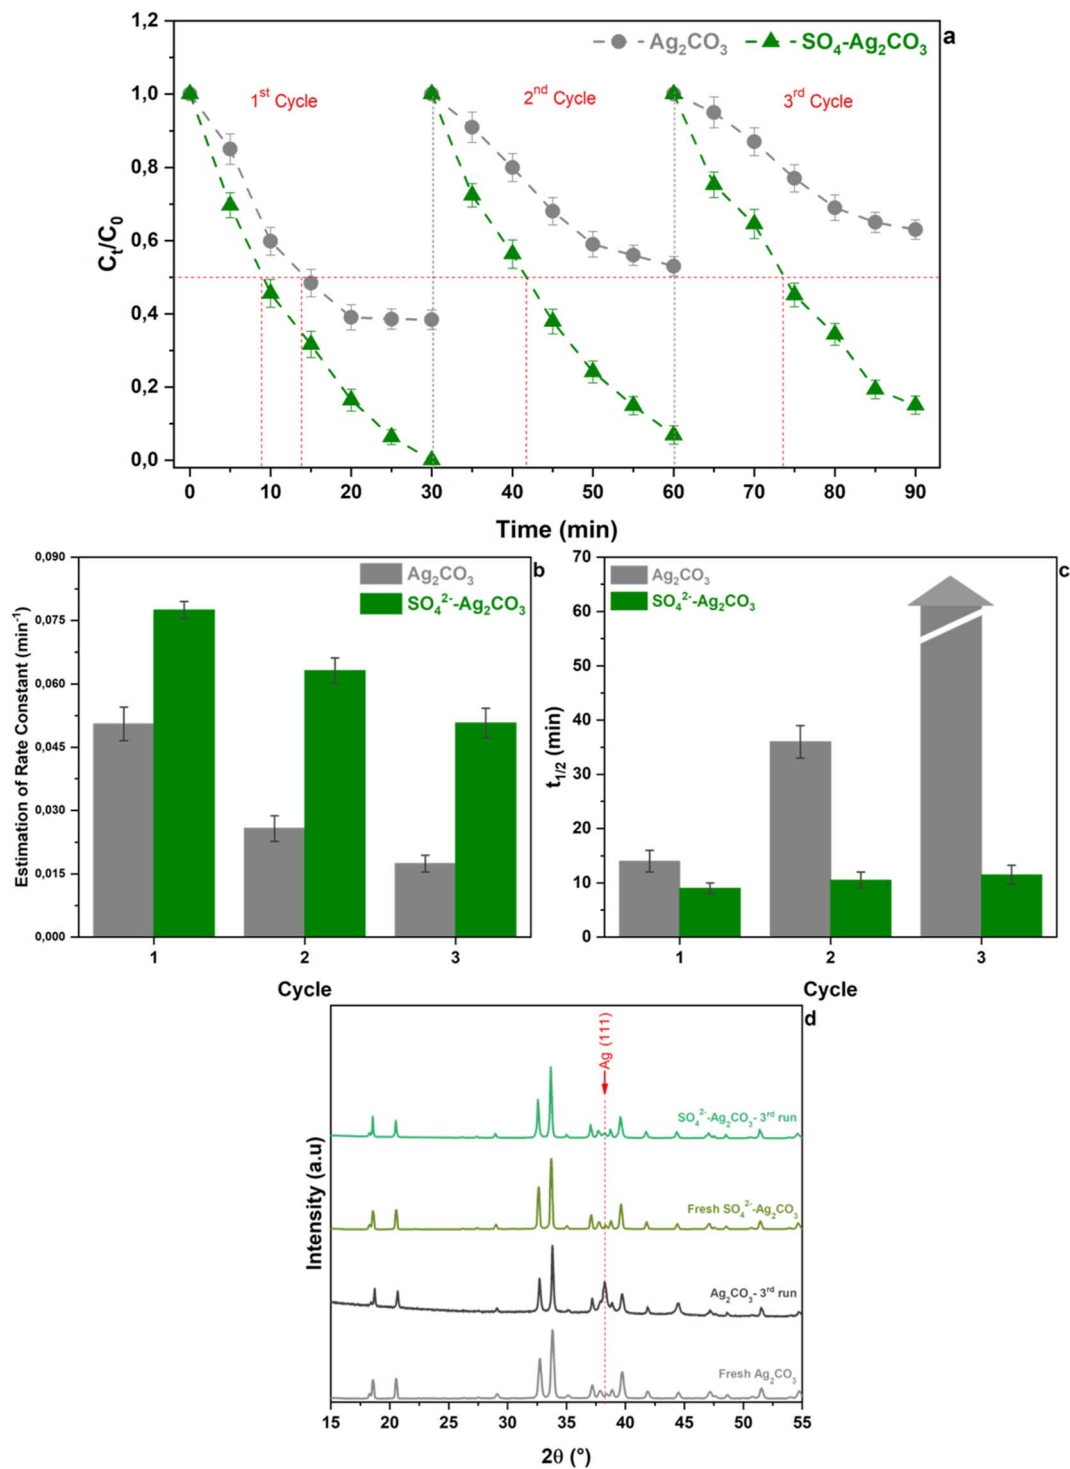 a
Ag₂CO₃ SO₄-Ag₂CO₃
1ˢᵗ Cycle 2ⁿᵈ Cycle 3ʳᵈ Cycle
Cₜ/C₀
1,2
1,0
0,8
0,6
0,4
0,2
0,0
0 10 20 30 40 50 60 70 80 90
Time (min)
b
Ag₂CO₃
SO₄²⁻-Ag₂CO₃
Estimation of Rate Constant (min⁻¹)
0,090
0,075
0,060
0,045
0,030
0,015
0,000
1 2 3
Cycle
c
Ag₂CO₃
SO₄²⁻-Ag₂CO₃
t₁/₂ (min)
70
60
50
40
30
20
10
0
1 2 3
Cycle
d
Ag (111)
Intensity (a.u)
SO₄²⁻-Ag₂CO₃- 3ʳᵈ run
Fresh SO₄²⁻-Ag₂CO₃
Ag₂CO₃- 3ʳᵈ run
Fresh Ag₂CO₃
15 20 25 30 35 40 45 50 55
2θ (°)